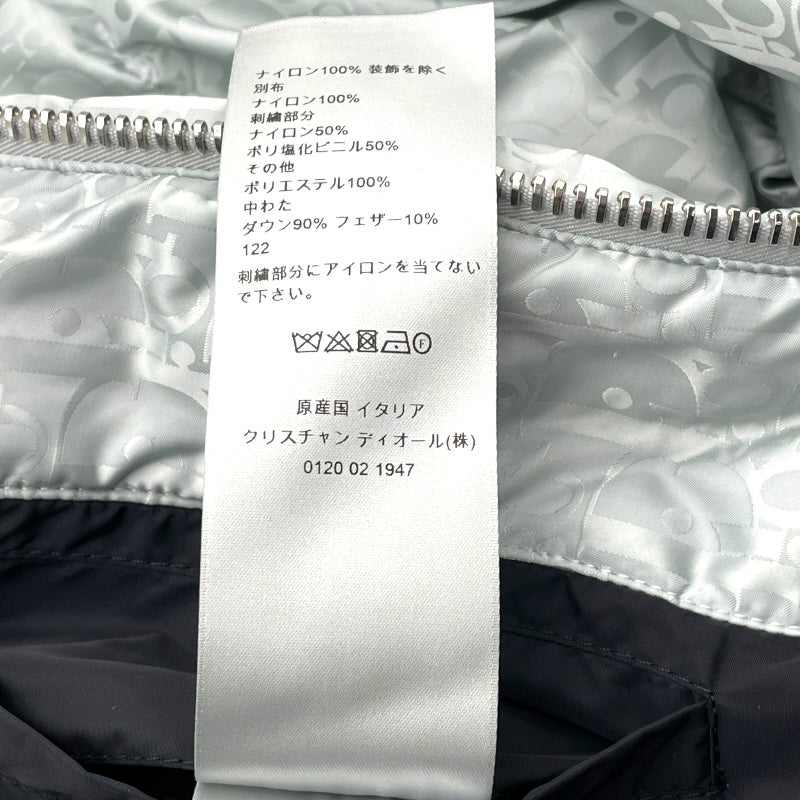 ナイロン100% 装飾を除く
別布
ナイロン100%
刺繍部分
ナイロン50%
ポリ塩化ビニル50%
その他
ポリエステル100%
中わた
ダウン90% フェザー10%
122
刺繍部分にアイロンを当てない
で下さい。
F
原産国 イタリア
クリスチャン ディオール(株)
0120 02 1947